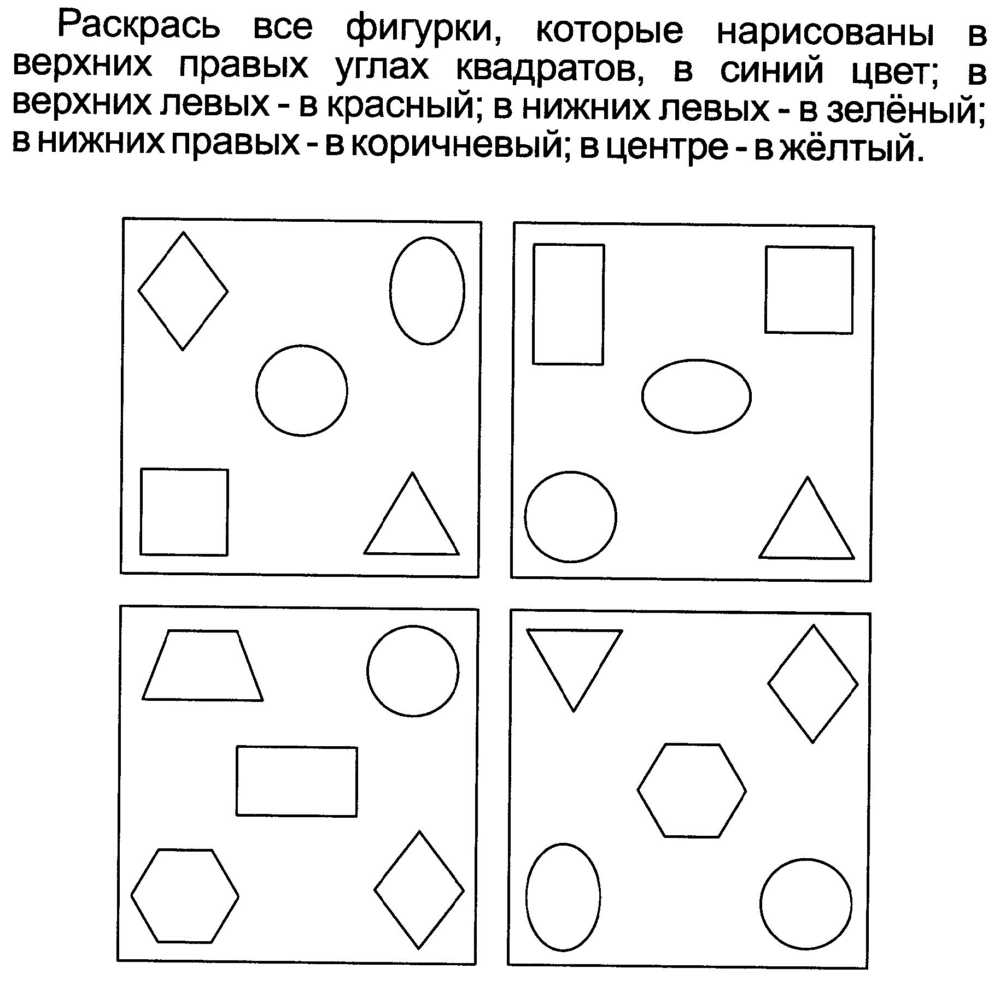 Раскрась все фигурки, которые нарисованы в
верхних правых углах квадратов, в синий цвет; в
верхних левых - в красный; в нижних левых - в зелёный;
в нижних правых - в коричневый; в центре - в жёлтый.